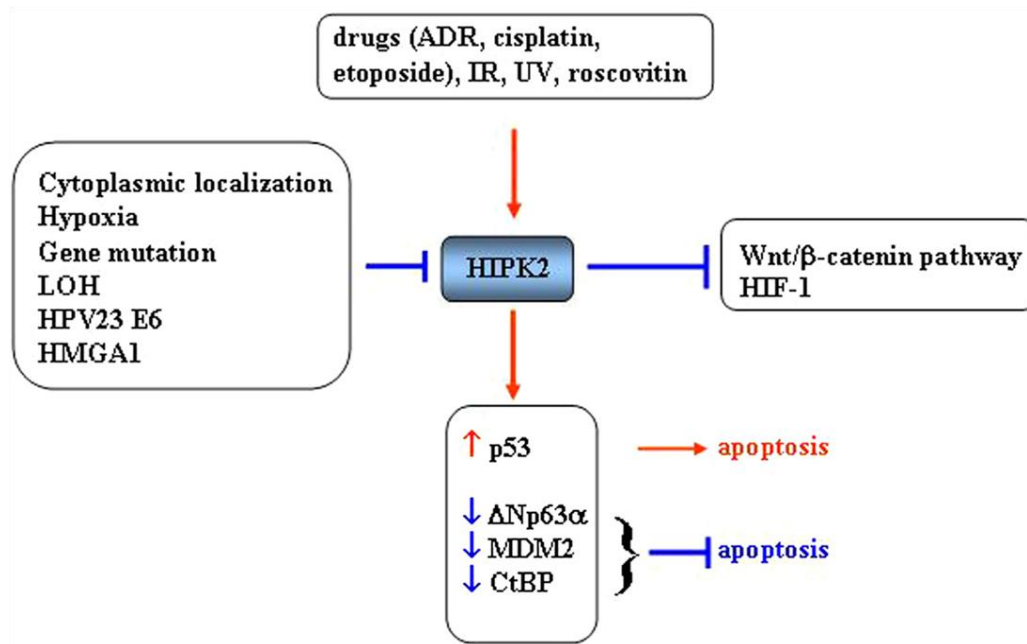 drugs (ADR, cisplatin,
etoposide), IR, UV, roscovitin
Cytoplasmic localization
Hypoxia
Gene mutation
LOH
HPV23 E6
HMGA1
HIPK2
Wnt/β-catenin pathway
HIF-1
↑ p53
apoptosis
↓ ΔNp63α
↓ MDM2
↓ CtBP
apoptosis